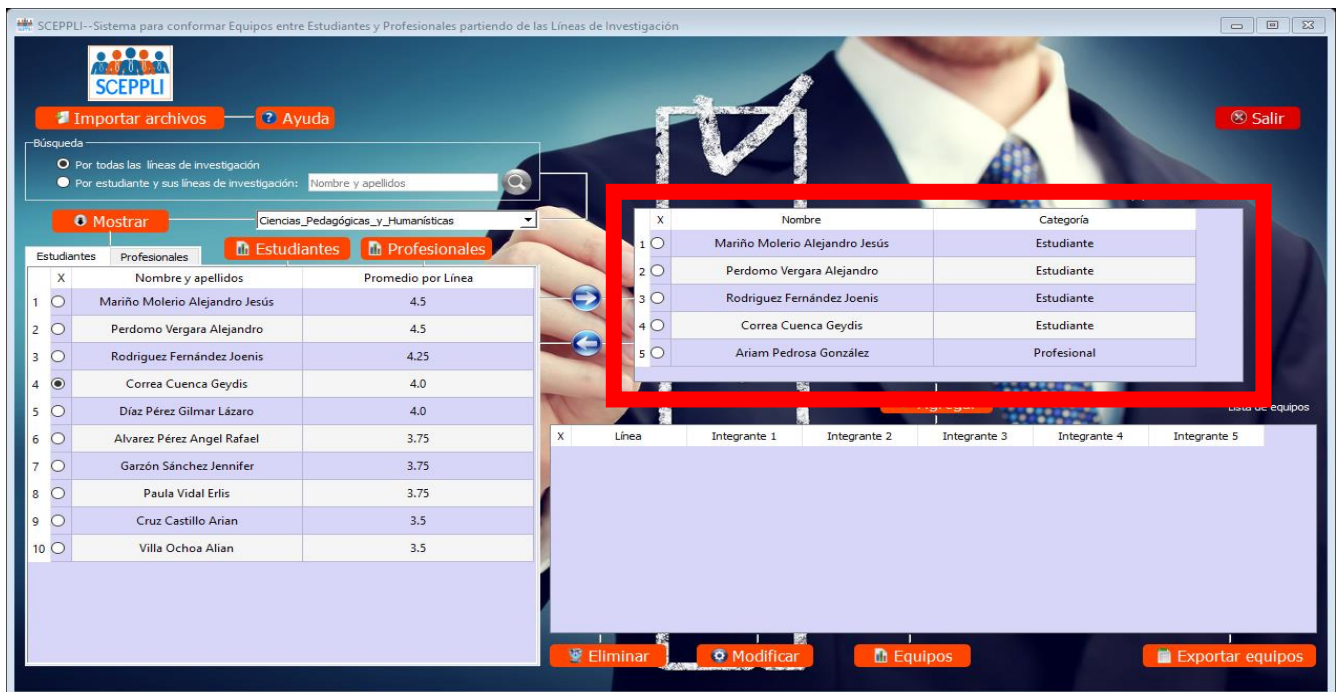 SCEPPLI--Sistema para conformar Equipos entre Estudiantes y Profesionales partiendo de las Líneas de Investigación
SCEPPLI
Importar archivos
Ayuda
Salir
Búsqueda
Por todas las líneas de investigación
Por estudiante y sus líneas de investigación: Nombre y apellidos
Mostrar
Ciencias_Pedagógicas_y_Humanísticas
Estudiantes
Profesionales
Estudiantes Profesionales
X Nombre y apellidos Promedio por Línea
1 Mariño Molerio Alejandro Jesús 4.5
2 Perdomo Vergara Alejandro 4.5
3 Rodriguez Fernández Joenis 4.25
4 Correa Cuenca Geydis 4.0
5 Díaz Pérez Gilmar Lázaro 4.0
6 Alvarez Pérez Angel Rafael 3.75
7 Garzón Sánchez Jennifer 3.75
8 Paula Vidal Erlis 3.75
9 Cruz Castillo Arian 3.5
10 Villa Ochoa Alian 3.5
X Nombre Categoría
1 Mariño Molerio Alejandro Jesús Estudiante
2 Perdomo Vergara Alejandro Estudiante
3 Rodriguez Fernández Joenis Estudiante
4 Correa Cuenca Geydis Estudiante
5 Ariam Pedrosa González Profesional
Agregar
Lista de equipos
X Línea Integrante 1 Integrante 2 Integrante 3 Integrante 4 Integrante 5
Eliminar
Modificar
Equipos
Exportar equipos